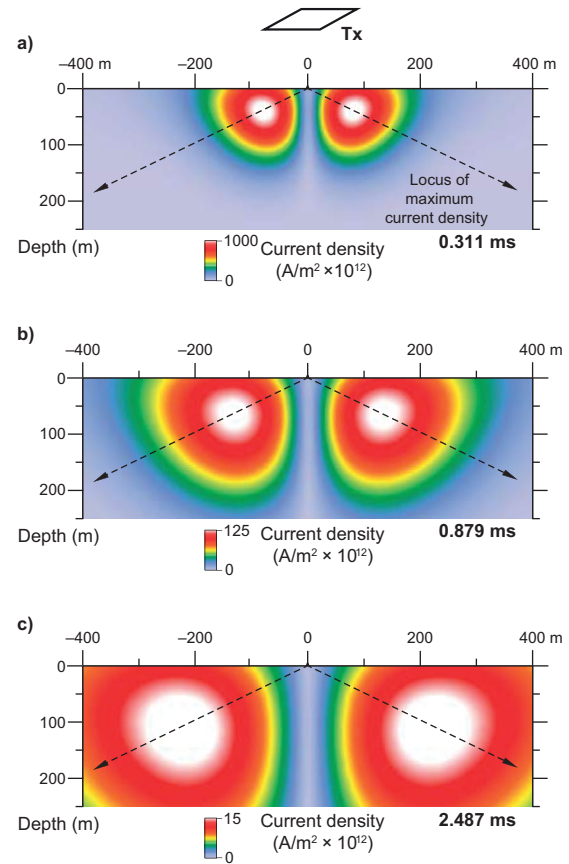 Tx
a)
−400 m −200 0 200 400 m
0
100
200
Depth (m)
Locus of
maximum
current density
1000
0
Current density
(A/m² ×10¹²)
0.311 ms
b)
−400 −200 0 200 400 m
0
100
200
Depth (m)
125
0
Current density
(A/m² × 10¹²)
0.879 ms
c)
−400 −200 0 200 400 m
0
100
200
Depth (m)
15
0
Current density
(A/m² × 10¹²)
2.487 ms